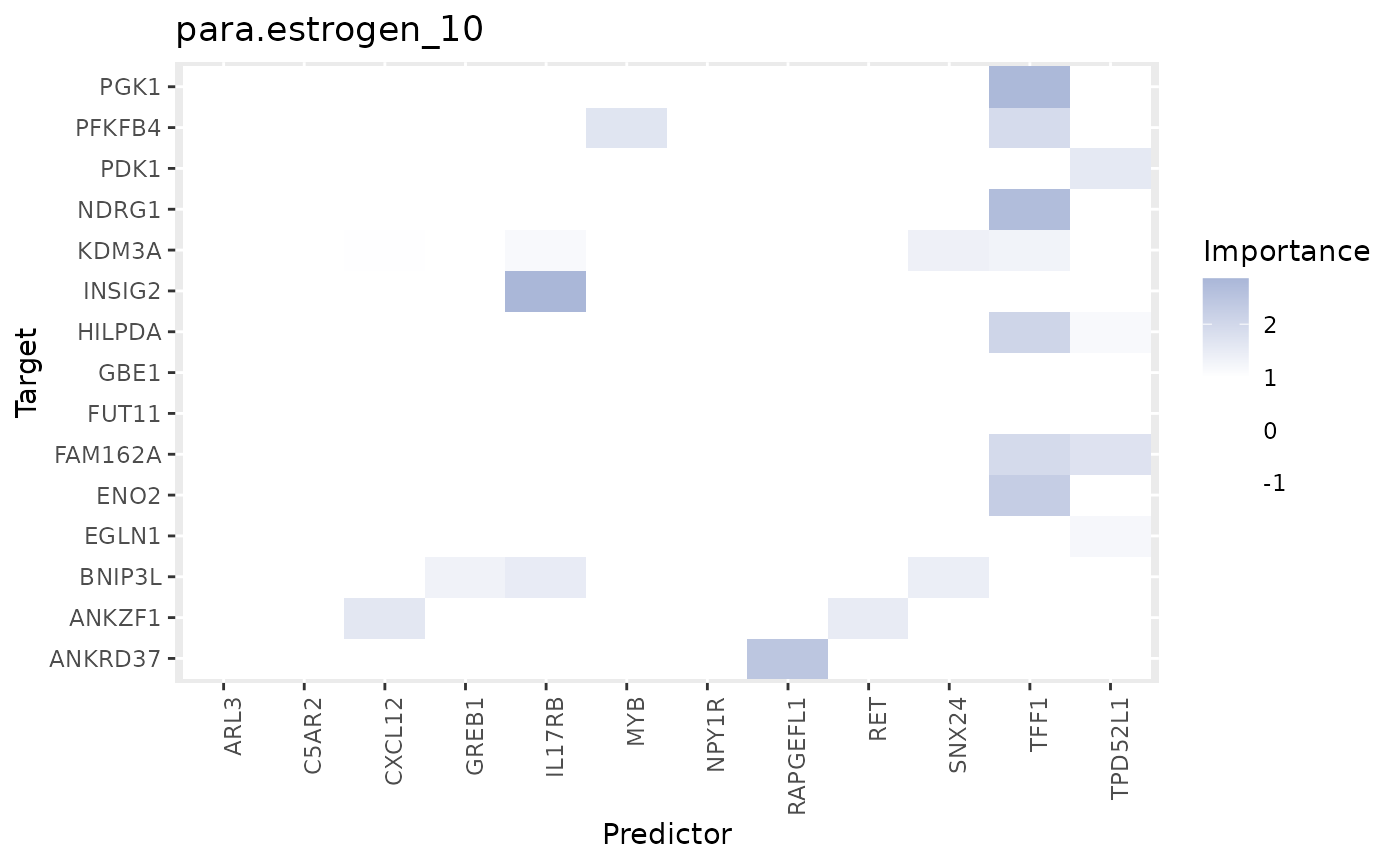 para.estrogen_10
PGK1
PFKFB4
PDK1
NDRG1
KDM3A
INSIG2
HILPDA
GBE1
FUT11
FAM162A
ENO2
EGLN1
BNIP3L
ANKZF1
ANKRD37
Target
ARL3
C5AR2
CXCL12
GREB1
IL17RB
MYB
NPY1R
RAPGEFL1
RET
SNX24
TFF1
TPD52L1
Predictor
Importance
2
1
0
-1